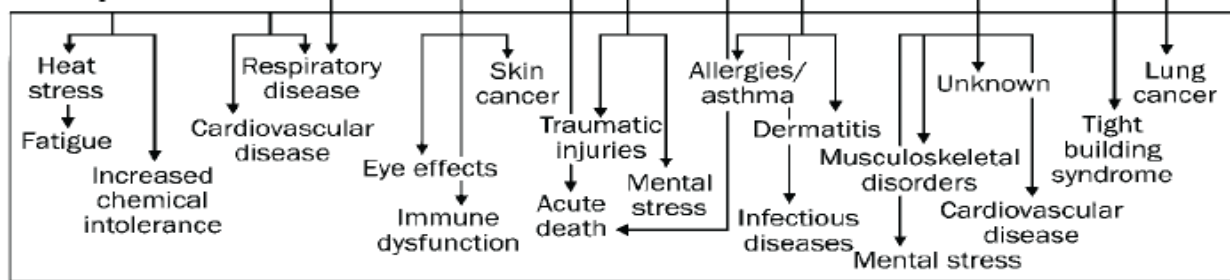 Heat
stress
Fatigue
Increased
chemical
intolerance
Respiratory
disease
Cardiovascular
disease
Skin
cancer
Eye effects
Immune
dysfunction
Traumatic
injuries
Acute
death
Mental
stress
Allergies/
asthma
Dermatitis
Infectious
diseases
Unknown
Musculoskeletal
disorders
Cardiovascular
disease
Mental stress
Tight
building
syndrome
Lung
cancer